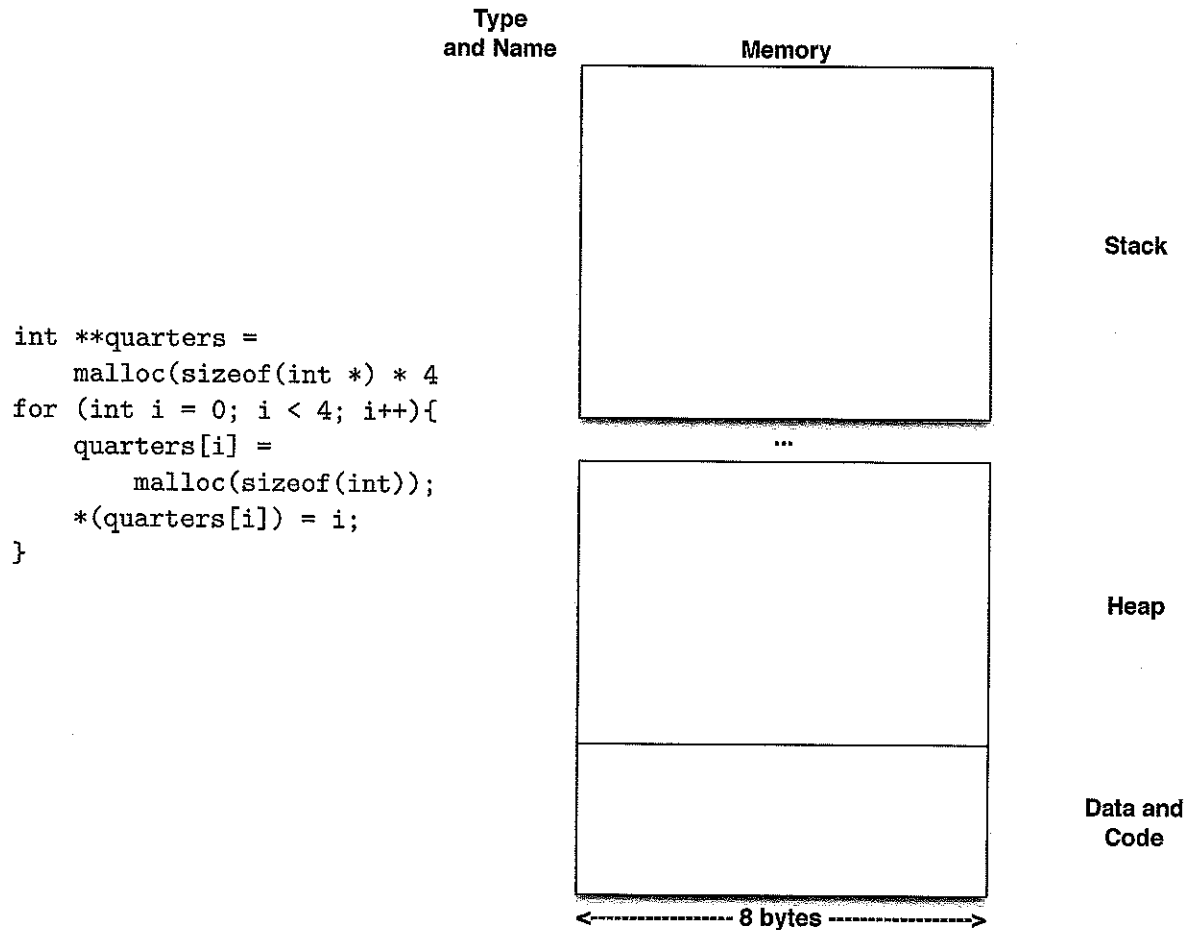 Type
and Name
Memory
Stack
int **quarters =
    malloc(sizeof(int *) * 4
for (int i = 0; i < 4; i++){
    quarters[i] =
        malloc(sizeof(int));
    *(quarters[i]) = i;
}
...
Heap
Data and
Code
<--------------- 8 bytes --------------->